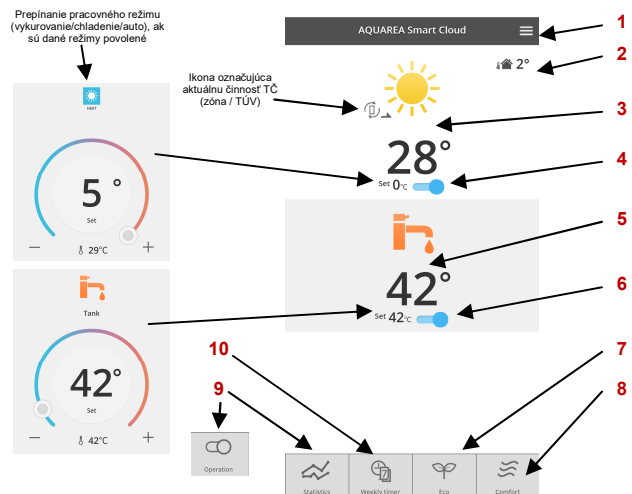 Prepínanie pracovného režimu
(vykurovanie/chladenie/auto), ak
sú dané režimy povolené
HEAT
5 °
Set
— 29°C +
Tank
42°
Set
— 42°C +
Ikona označujúca
aktuálnu činnosť TČ
(zóna / TÚV)
AQUAREA Smart Cloud
2°
28°
Set 0°C
42°
Set 42°C
1
2
3
4
5
6
7
8
10
9
Operation
Statistics
7
Weekly timer
Eco
Comfort